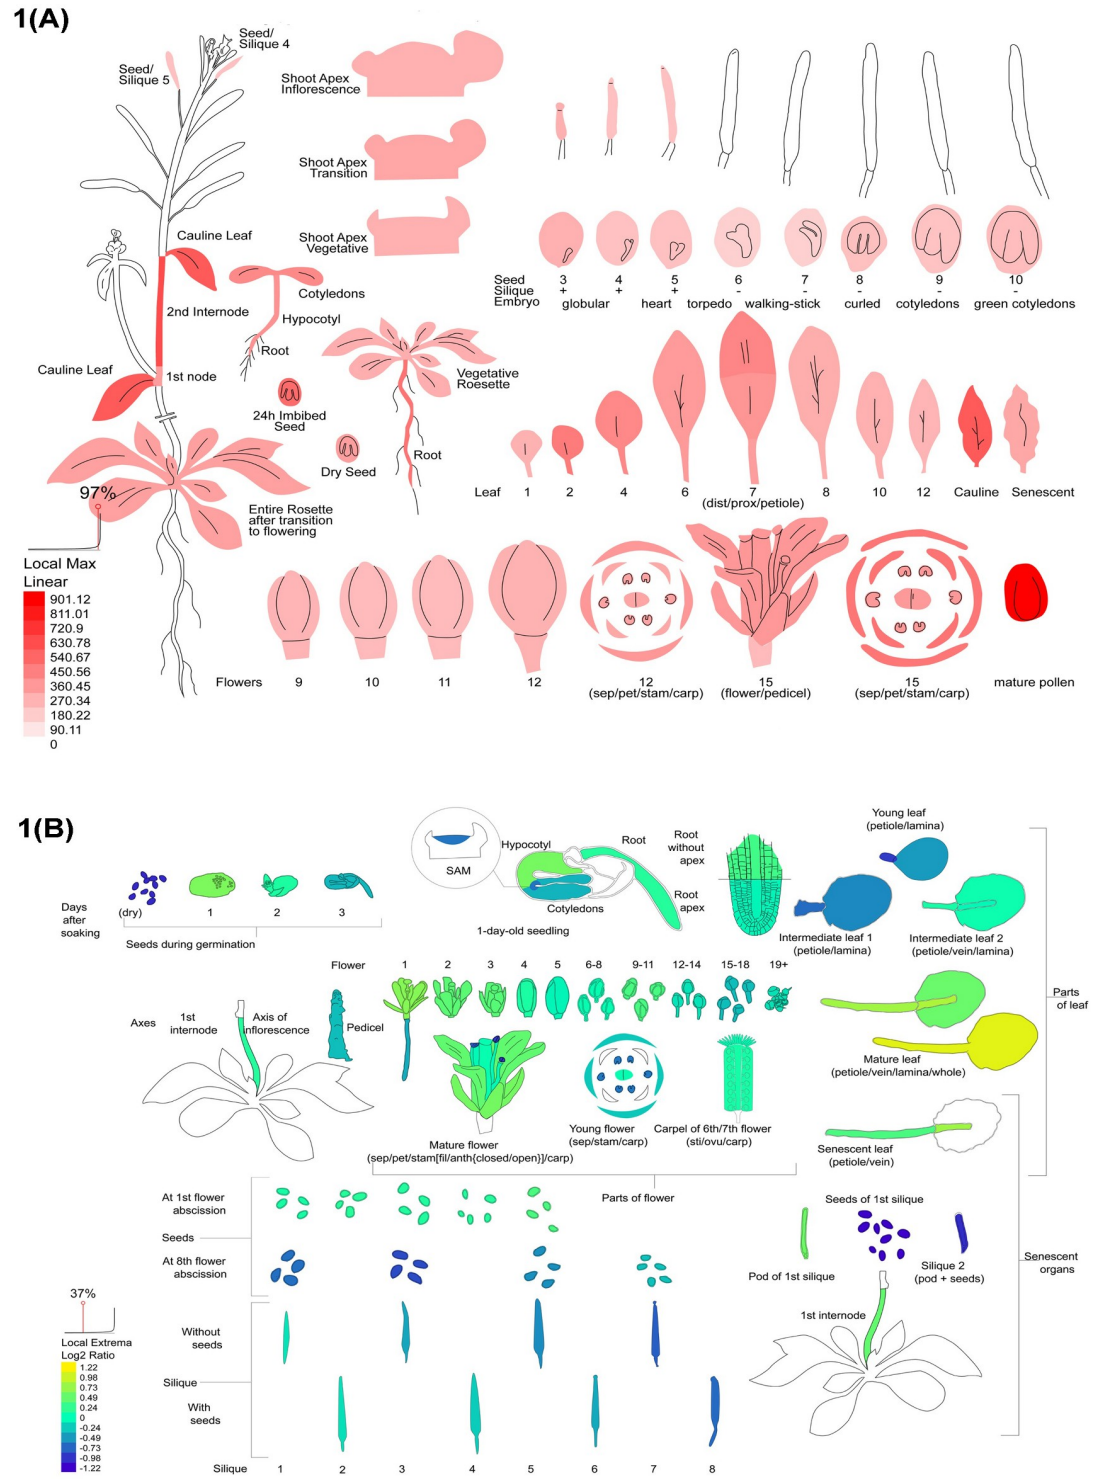 1(A)
Seed/
Silique 4
Seed/
Silique 5
Shoot Apex
Inflorescence
Shoot Apex
Transition
Shoot Apex
Vegetative
Cauline Leaf
Cotyledons
2nd Internode
Hypocotyl
Root
Cauline Leaf
1st node
Vegetative
Roesette
24h Imbibed
Seed
Dry Seed
Root
Entire Rosette
after transition
to flowering
Seed 3 4 5 6 7 8 9 10
Silique + + + - - - - -
Embryo globular heart torpedo walking-stick curled cotyledons green cotyledons
Leaf 1 2 4 6 7 8 10 12 Cauline Senescent
(dist/prox/petiole)
97%
Local Max
Linear
901.12
811.01
720.9
630.78
540.67
450.56
360.45
270.34
180.22
90.11
0
Flowers 9 10 11 12 12 15 15 mature pollen
(sep/pet/stam/carp) (flower/pedicel) (sep/pet/stam/carp)
1(B)
Days
after
soaking
(dry) 1 2 3
Seeds during germination
SAM
Hypocotyl
Root
Cotyledons
1-day-old seedling
Root
without
apex
Root
apex
Young leaf
(petiole/lamina)
Intermediate leaf 1
(petiole/lamina)
Intermediate leaf 2
(petiole/vein/lamina)
Parts
of leaf
Mature leaf
(petiole/vein/lamina/whole)
Senescent leaf
(petiole/vein)
Axes
1st
internode
Axis of
inflorescence
Pedicel
Flower 1 2 3 4 5 6-8 9-11 12-14 15-18 19+
Mature flower
(sep/pet/stam[fil/anth{closed/open}]/carp)
Young flower
(sep/stam/carp)
Carpel of 6th/7th flower
(sti/ovu/carp)
Parts of flower
At 1st flower
abscission
Seeds
At 8th flower
abscission
Without
seeds
Silique
With
seeds
Silique 1 2 3 4 5 6 7 8
Seeds of 1st silique
Pod of 1st silique
Silique 2
(pod + seeds)
1st internode
Senescent
organs
37%
Local Extrema
Log2 Ratio
1.22
0.98
0.73
0.49
0.24
0
-0.24
-0.49
-0.73
-0.98
-1.22